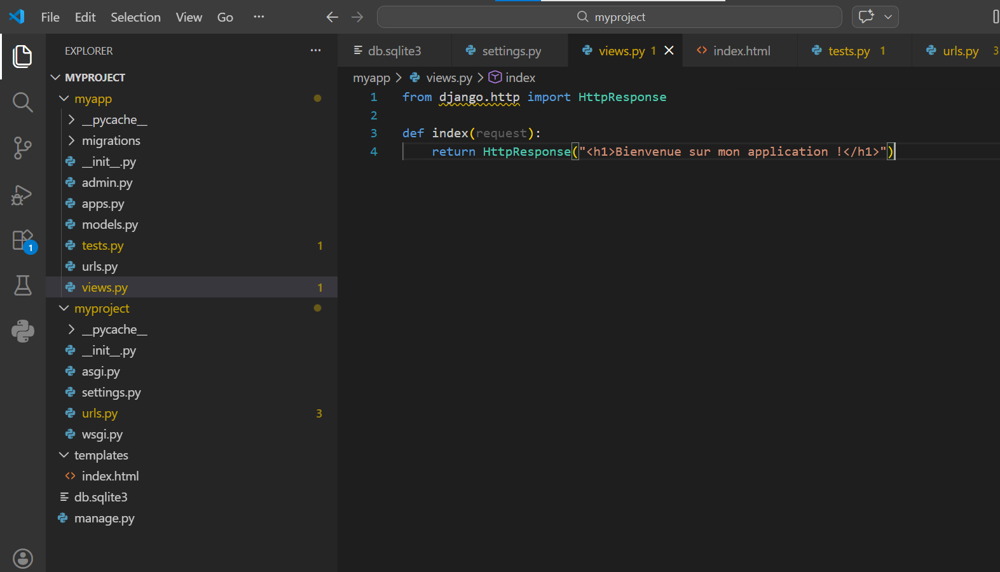 File Edit Selection View Go ··· myproject
EXPLORER ···
MYPROJECT
myapp
__pycache__
migrations
__init__.py
admin.py
apps.py
models.py
tests.py 1
urls.py
views.py 1
myproject
__pycache__
__init__.py
asgi.py
settings.py
urls.py 3
wsgi.py
templates
index.html
db.sqlite3
manage.py
1
db.sqlite3 settings.py views.py 1 index.html tests.py 1 urls.py 3
myapp > views.py > index
1 from django.http import HttpResponse
2
3 def index(request):
4 return HttpResponse("<h1>Bienvenue sur mon application !</h1>")